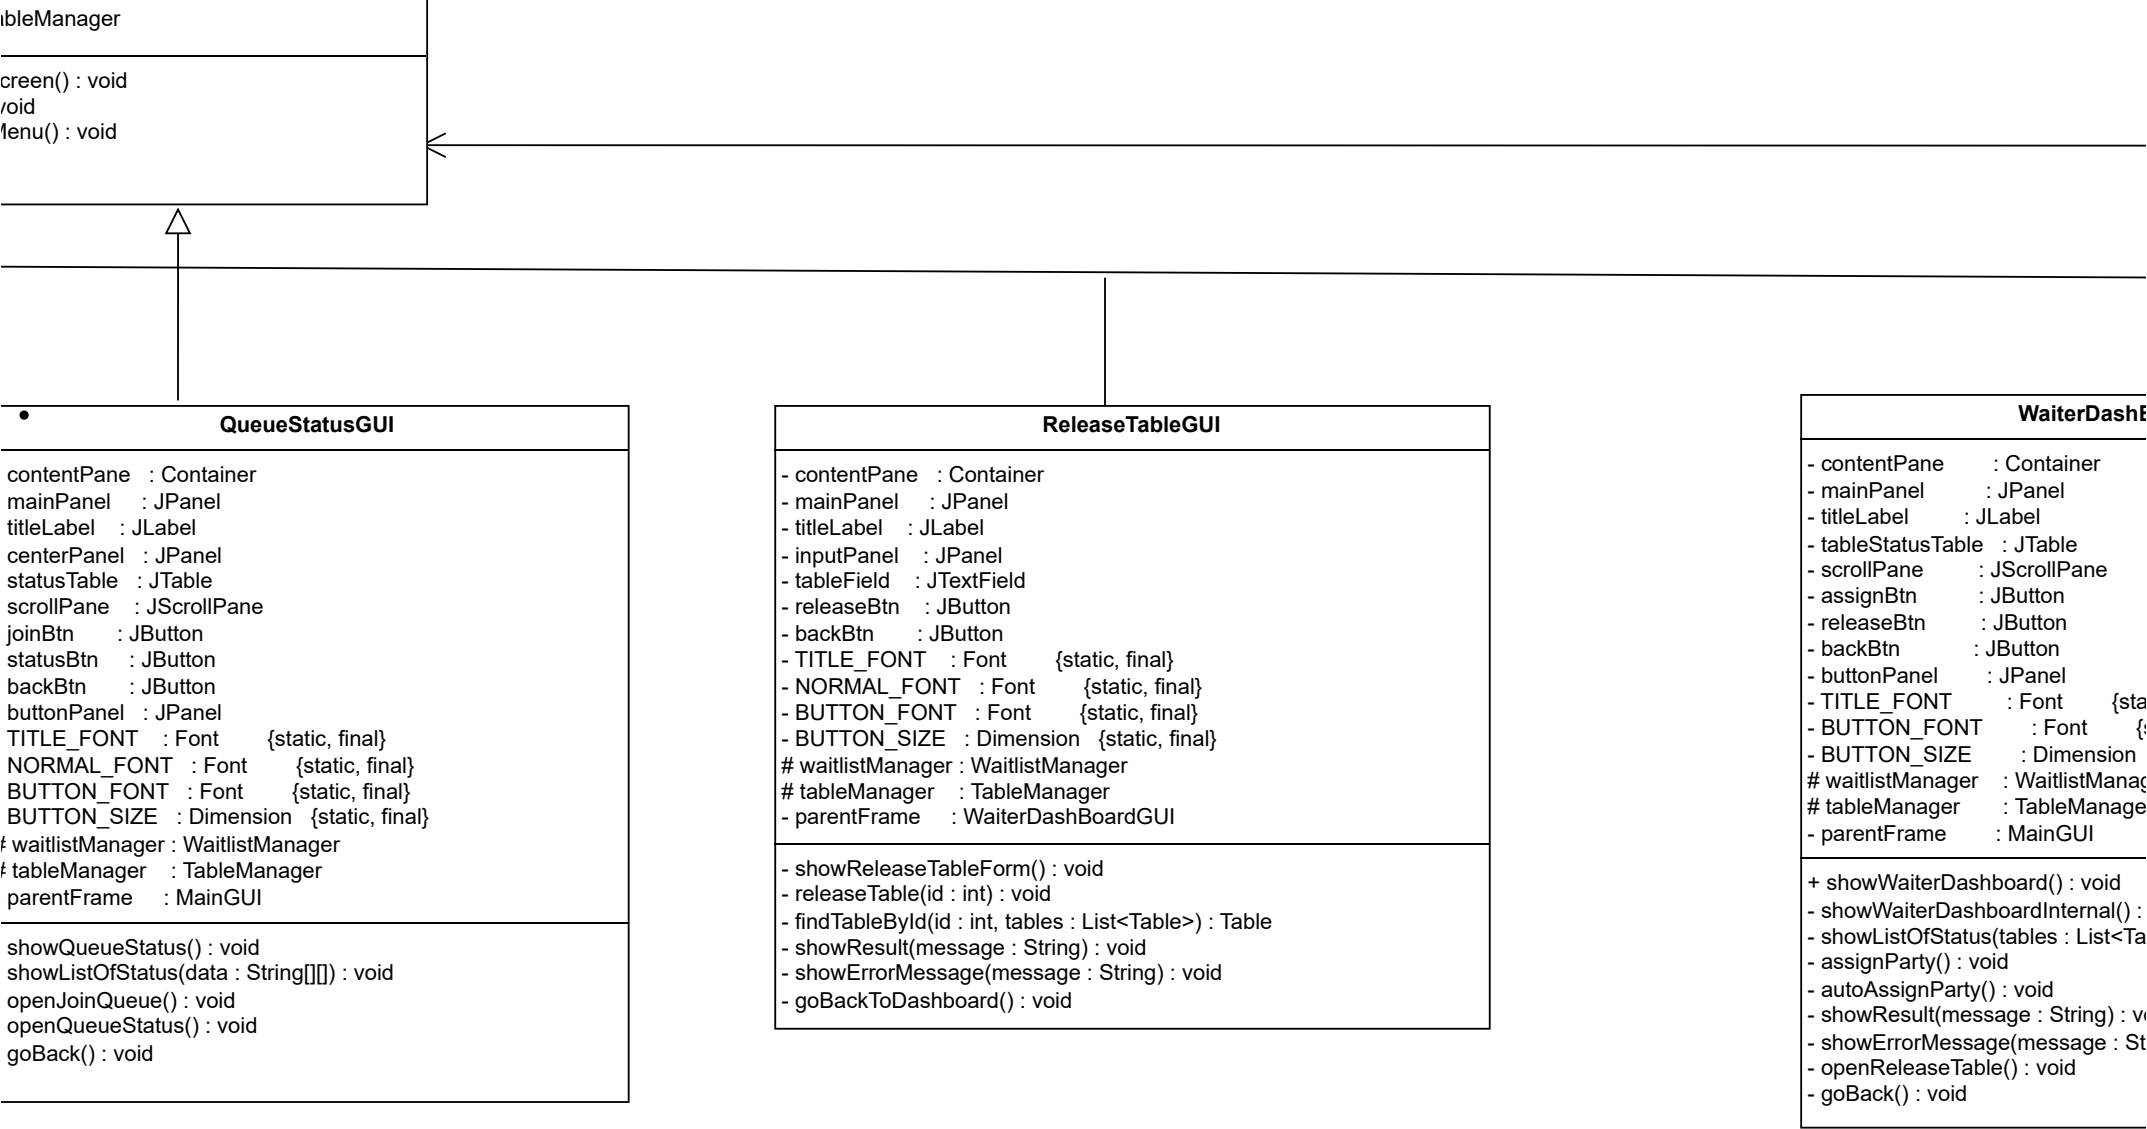 ableManager
creen() : void
void
Menu() : void
QueueStatusGUI
contentPane : Container
mainPanel : JPanel
titleLabel : JLabel
centerPanel : JPanel
statusTable : JTable
scrollPane : JScrollPane
joinBtn : JButton
statusBtn : JButton
backBtn : JButton
buttonPanel : JPanel
TITLE_FONT : Font {static, final}
NORMAL_FONT : Font {static, final}
BUTTON_FONT : Font {static, final}
BUTTON_SIZE : Dimension {static, final}
# waitlistManager : WaitlistManager
# tableManager : TableManager
parentFrame : MainGUI
showQueueStatus() : void
showListOfStatus(data : String[][]) : void
openJoinQueue() : void
openQueueStatus() : void
goBack() : void
ReleaseTableGUI
- contentPane : Container
- mainPanel : JPanel
- titleLabel : JLabel
- inputPanel : JPanel
- tableField : JTextField
- releaseBtn : JButton
- backBtn : JButton
- TITLE_FONT : Font {static, final}
- NORMAL_FONT : Font {static, final}
- BUTTON_FONT : Font {static, final}
- BUTTON_SIZE : Dimension {static, final}
# waitlistManager : WaitlistManager
# tableManager : TableManager
- parentFrame : WaiterDashBoardGUI
- showReleaseTableForm() : void
- releaseTable(id : int) : void
- findTableById(id : int, tables : List<Table>) : Table
- showResult(message : String) : void
- showErrorMessage(message : String) : void
- goBackToDashboard() : void
WaiterDashB
- contentPane : Container
- mainPanel : JPanel
- titleLabel : JLabel
- tableStatusTable : JTable
- scrollPane : JScrollPane
- assignBtn : JButton
- releaseBtn : JButton
- backBtn : JButton
- buttonPanel : JPanel
- TITLE_FONT : Font {sta
- BUTTON_FONT : Font {s
- BUTTON_SIZE : Dimension
# waitlistManager : WaitlistManag
# tableManager : TableManage
- parentFrame : MainGUI
+ showWaiterDashboard() : void
- showWaiterDashboardInternal() :
- showListOfStatus(tables : List<Ta
- assignParty() : void
- autoAssignParty() : void
- showResult(message : String) : vo
- showErrorMessage(message : St
- openReleaseTable() : void
- goBack() : void